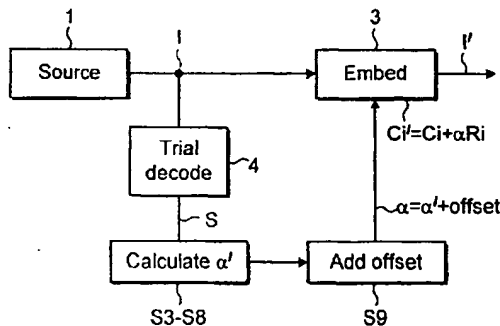 1
I
3
I'
Source
Embed
Ci'=Ci+αRi
Trial
decode
4
α=α'+offset
S
Calculate α'
Add offset
S3-S8
S9